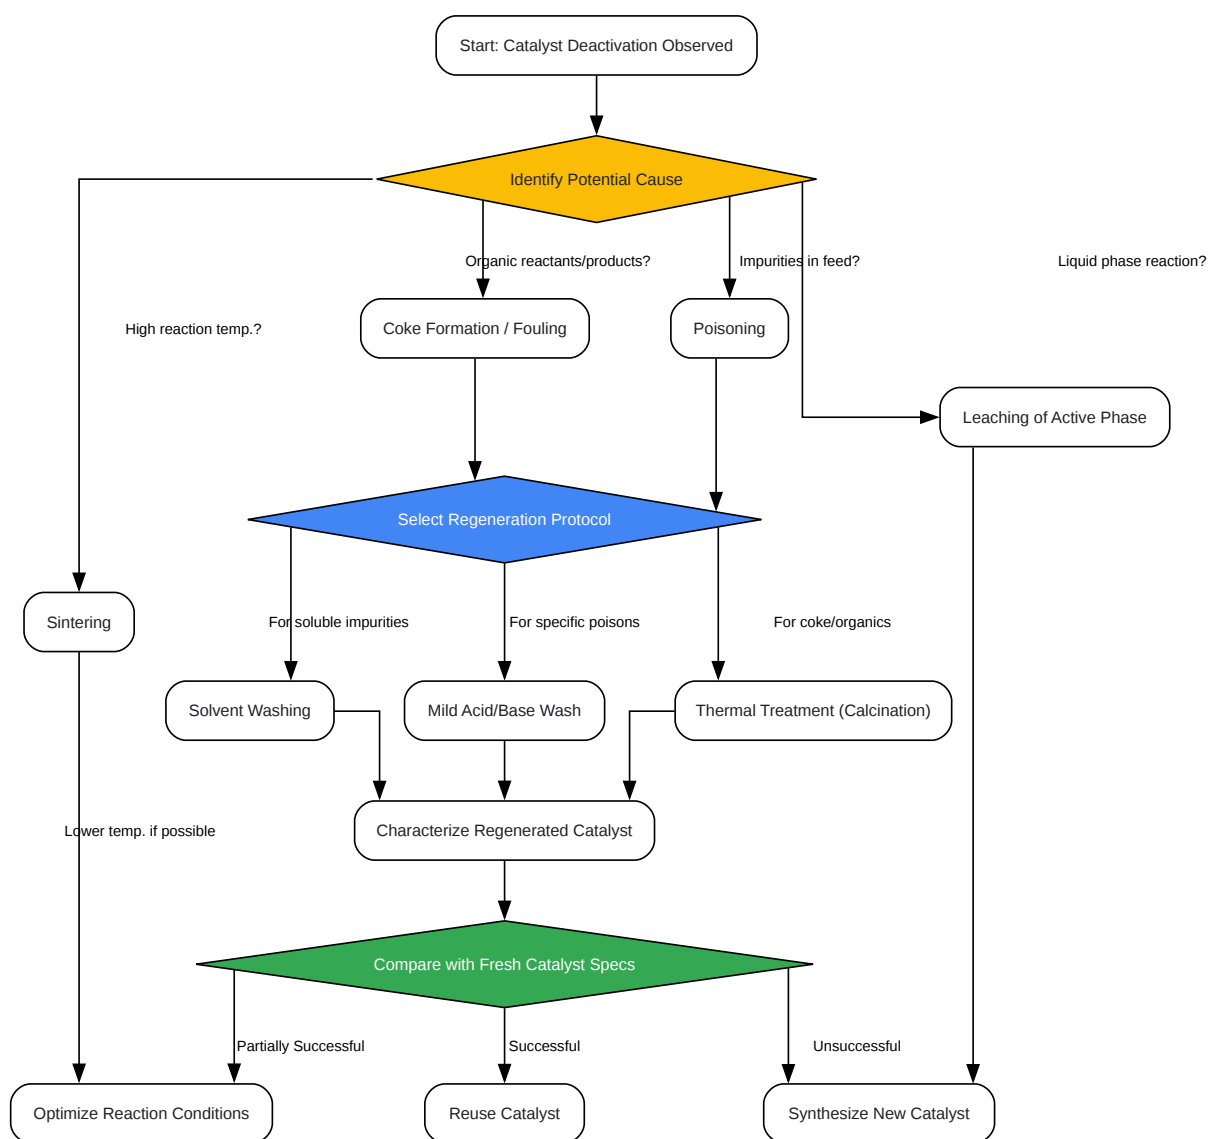 Start: Catalyst Deactivation Observed
Identify Potential Cause
Organic reactants/products?
Impurities in feed?
Liquid phase reaction?
High reaction temp.?
Coke Formation / Fouling
Poisoning
Leaching of Active Phase
Select Regeneration Protocol
Sintering
For soluble impurities
For specific poisons
For coke/organics
Solvent Washing
Mild Acid/Base Wash
Thermal Treatment (Calcination)
Lower temp. if possible
Characterize Regenerated Catalyst
Compare with Fresh Catalyst Specs
Partially Successful
Successful
Unsuccessful
Optimize Reaction Conditions
Reuse Catalyst
Synthesize New Catalyst